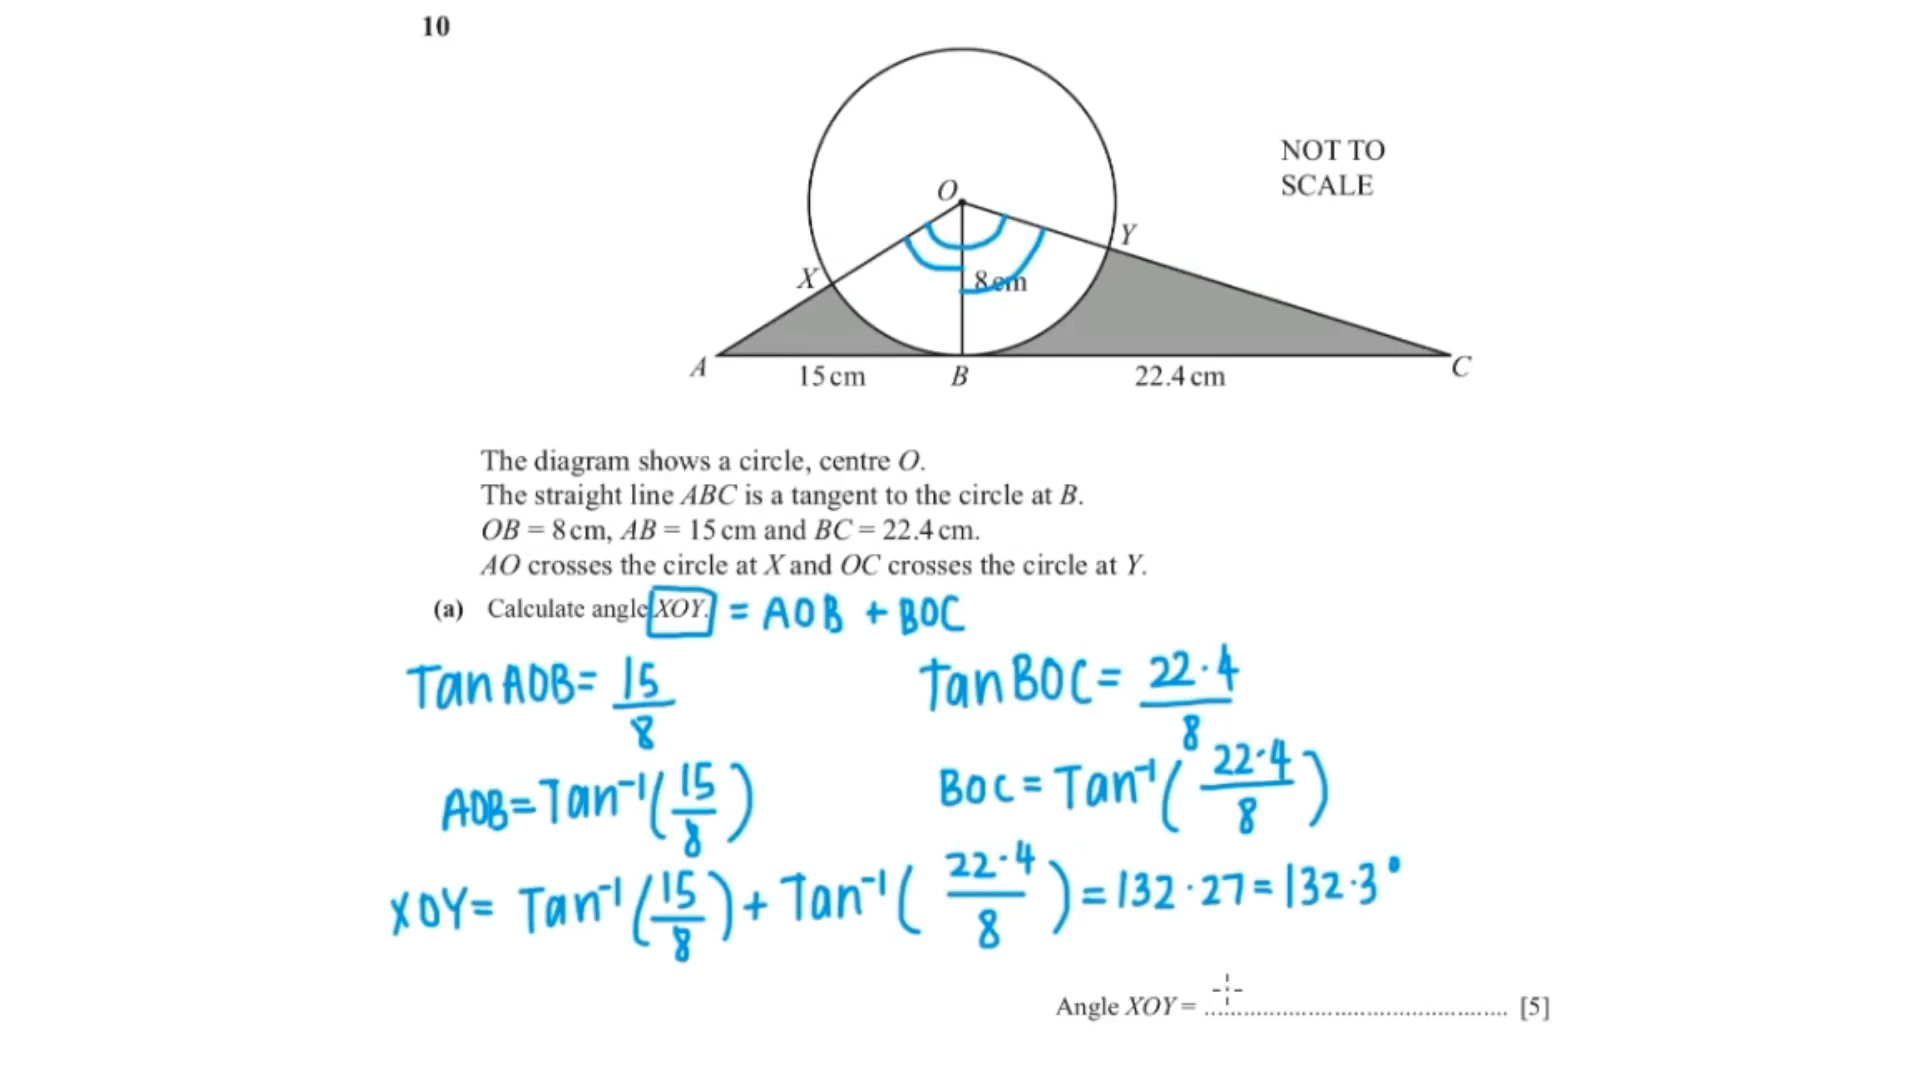 10
NOT TO
SCALE
O
Y
X
8 cm
A
15 cm
B
22.4 cm
C
The diagram shows a circle, centre O.
The straight line ABC is a tangent to the circle at B.
OB = 8 cm, AB = 15 cm and BC = 22.4 cm.
AO crosses the circle at X and OC crosses the circle at Y.
(a) Calculate angle XOY. = AOB + BOC
Tan AOB = 15/8
tan BOC = 22.4/8
AOB = Tan⁻¹(15/8)
BOC = Tan⁻¹(22.4/8)
XOY = Tan⁻¹(15/8) + Tan⁻¹(22.4/8) = 132.27 = 132.3°
Angle XOY = ................................................ [5]